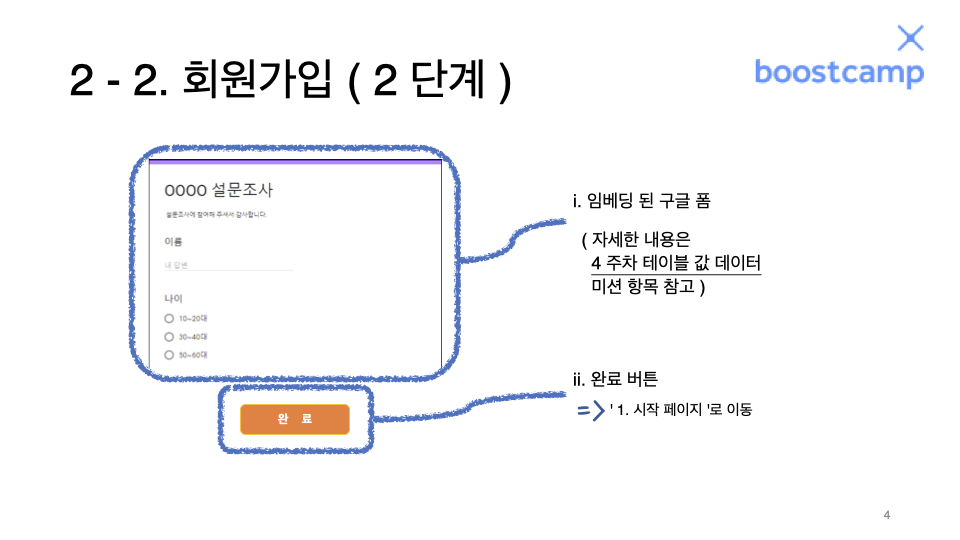 2 - 2. 회원가입 ( 2 단계 )
boostcamp
OOOO 설문조사
설문조사에 참여해 주셔서 감사합니다.
이름
내 답변
나이
10~20대
30~40대
50~60대
완 료
i. 임베딩 된 구글 폼
( 자세한 내용은
4 주차 테이블 값 데이터
미션 항목 참고 )
ii. 완료 버튼
=> ' 1. 시작 페이지 '로 이동
4